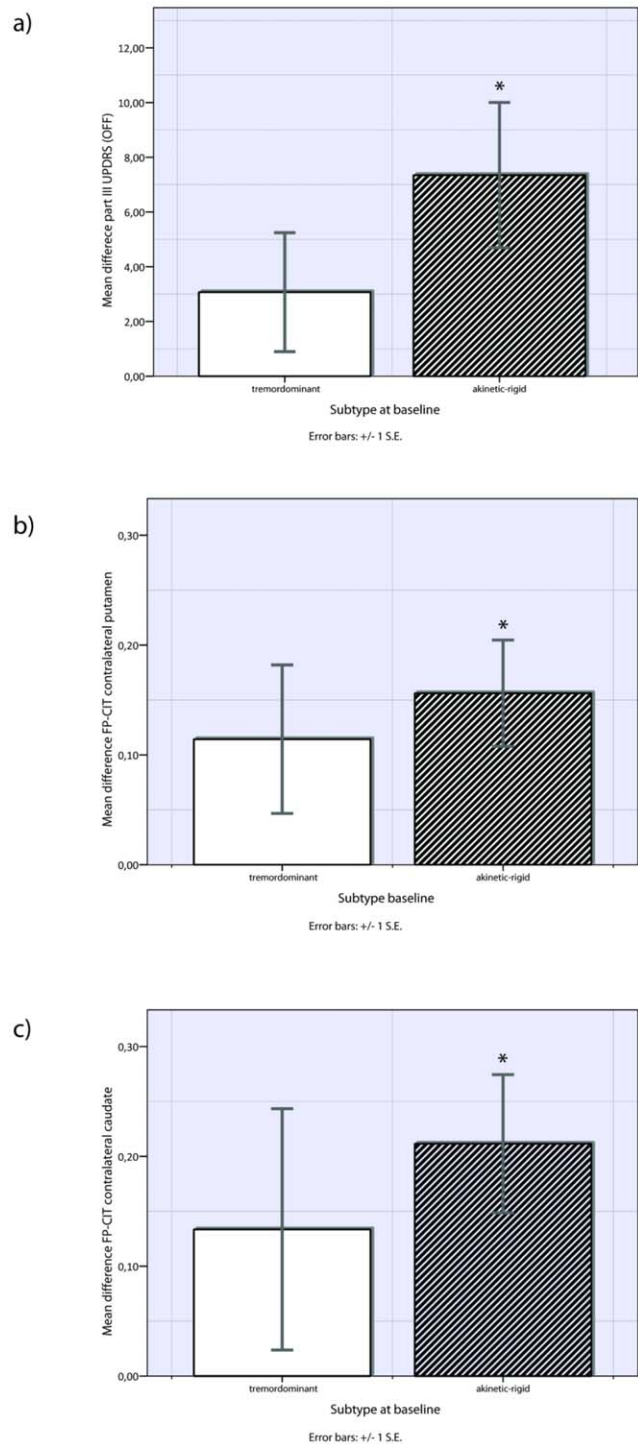 a)
Mean differece part III UPDRS (OFF)
12,00
10,00
8,00
6,00
4,00
2,00
0,00
*
tremordominant
akinetic-rigid
Subtype at baseline
Error bars: +/- 1 S.E.
b)
Mean difference FP-CIT contralateral putamen
0,30
0,20
0,10
0,00
*
tremordominant
akinetic-rigid
Subtype baseline
Error bars: +/- 1 S.E.
c)
Mean difference FP-CIT contralateral caudate
0,30
0,20
0,10
0,00
*
tremordominant
akinetic-rigid
Subtype at baseline
Error bars: +/- 1 S.E.